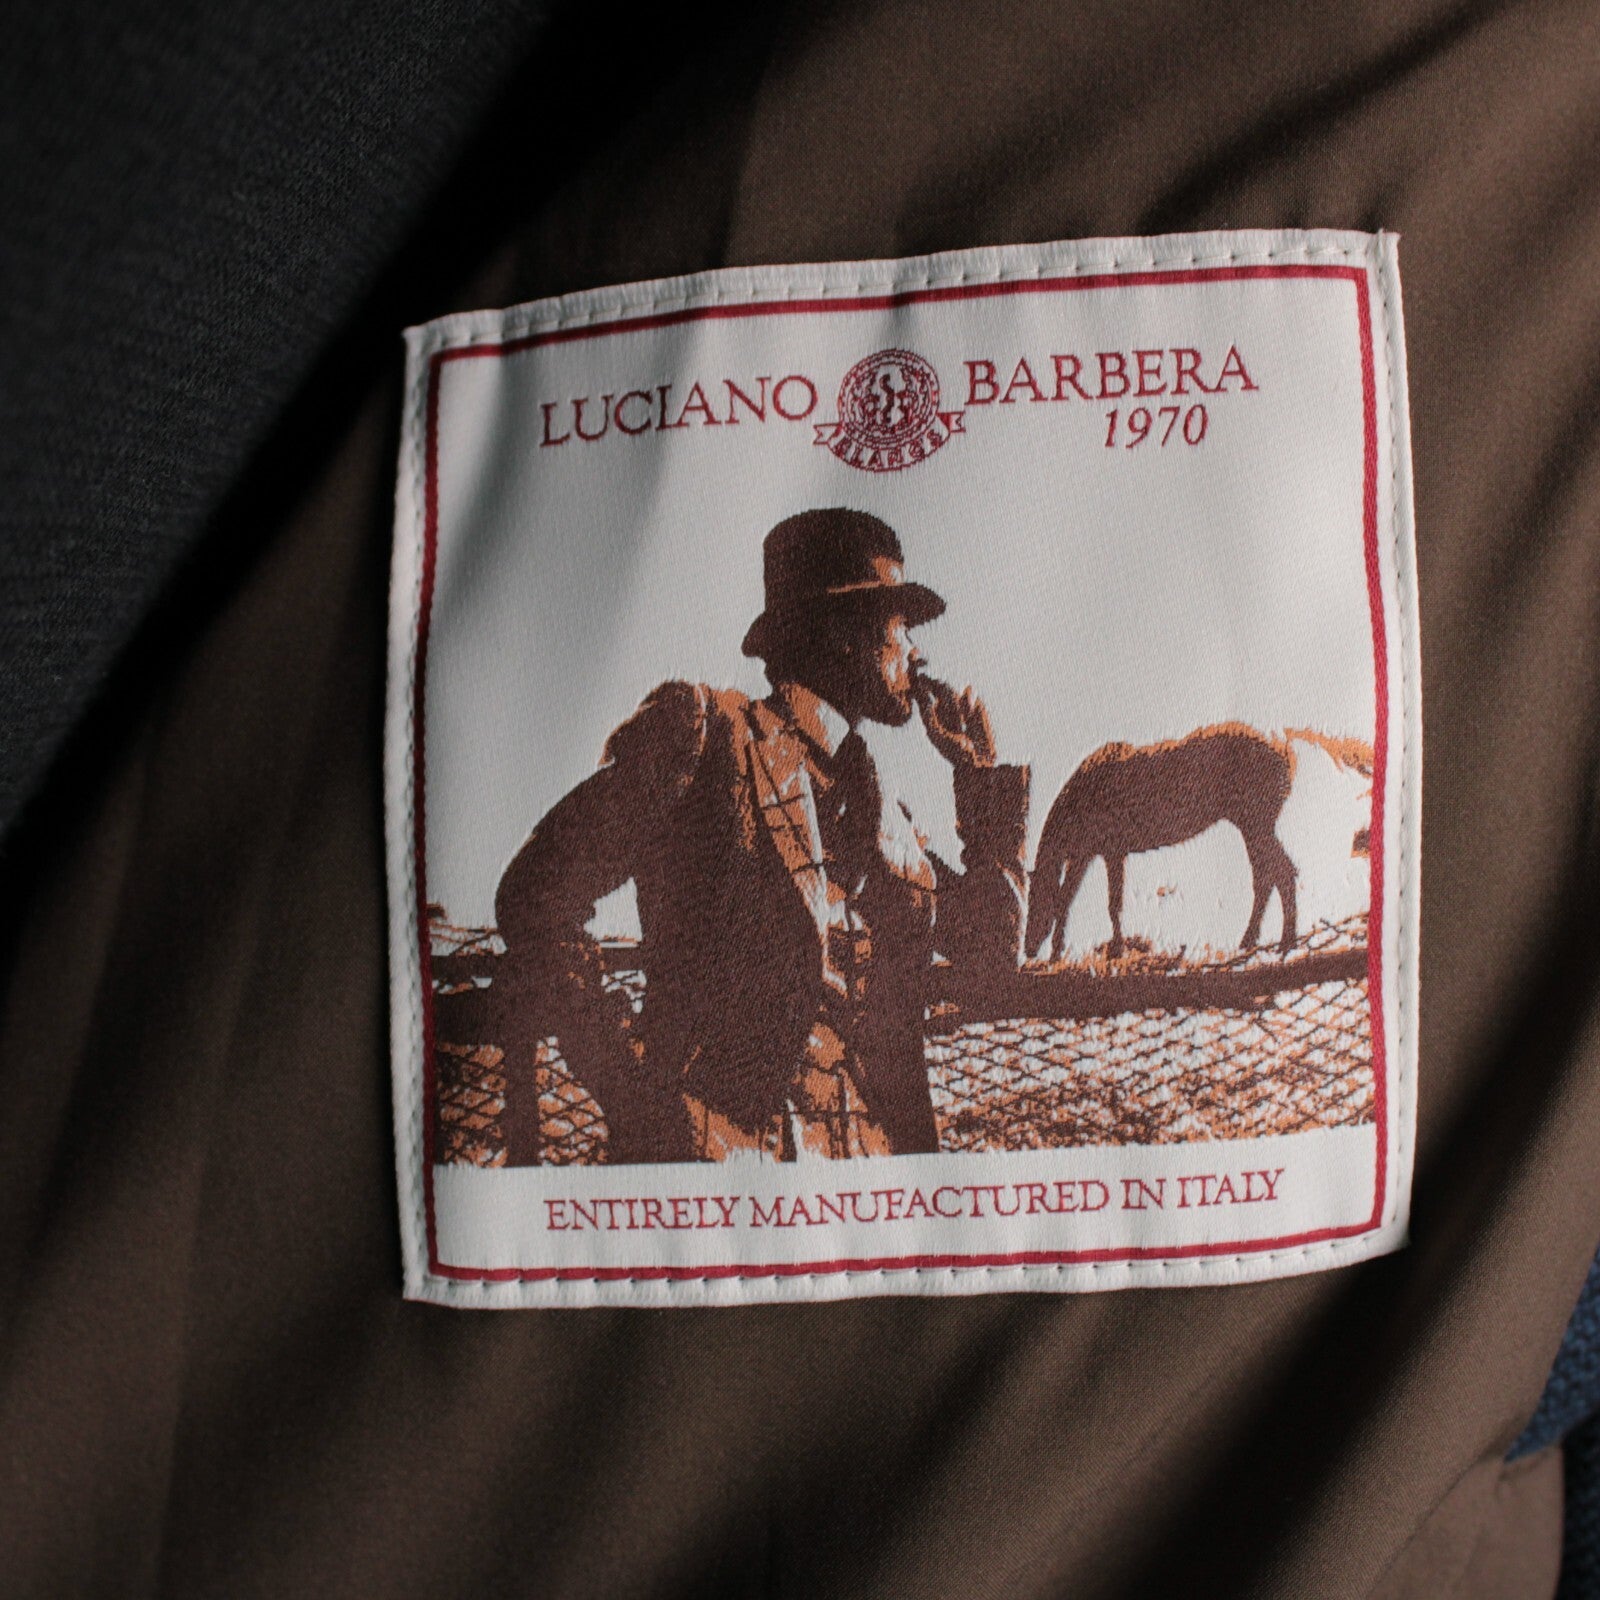 LUCIANO BARBERA
1970
ENTIRELY MANUFACTURED IN ITALY